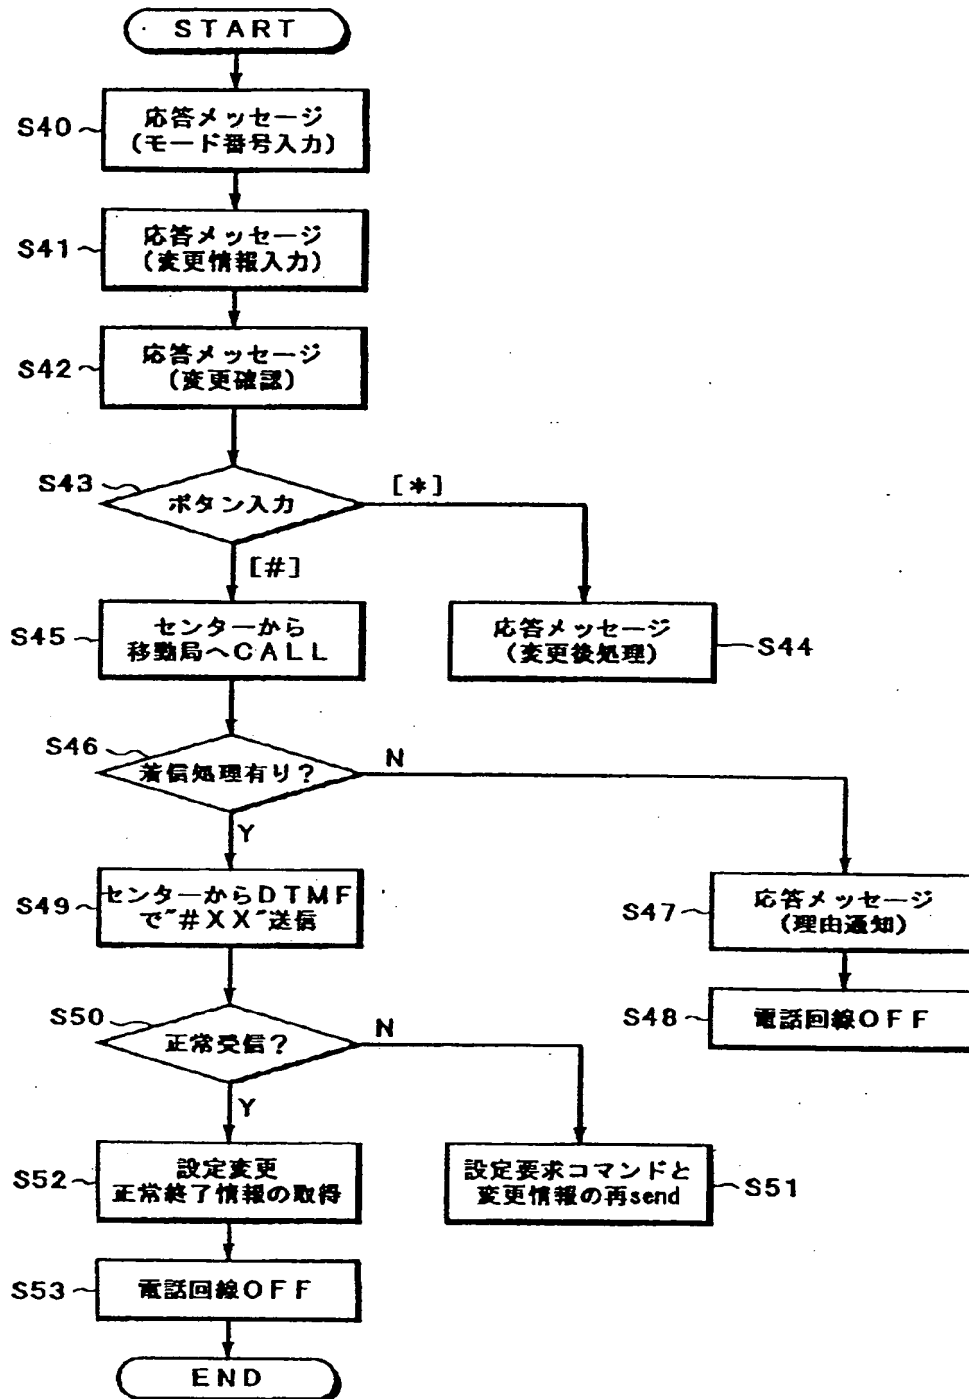 START
S40
応答メッセージ
(モード番号入力)
S41
応答メッセージ
(変更情報入力)
S42
応答メッセージ
(変更確認)
S43
ボタン入力
[*]
[#]
S45
センターから
移動局へCALL
応答メッセージ
(変更後処理)
S44
S46
着信処理有り?
N
Y
S49
センターからDTMF
で"#XX"送信
S47
応答メッセージ
(理由通知)
S48
電話回線OFF
S50
正常受信?
N
Y
S52
設定変更
正常終了情報の取得
設定要求コマンドと
変更情報の再send
S51
S53
電話回線OFF
END